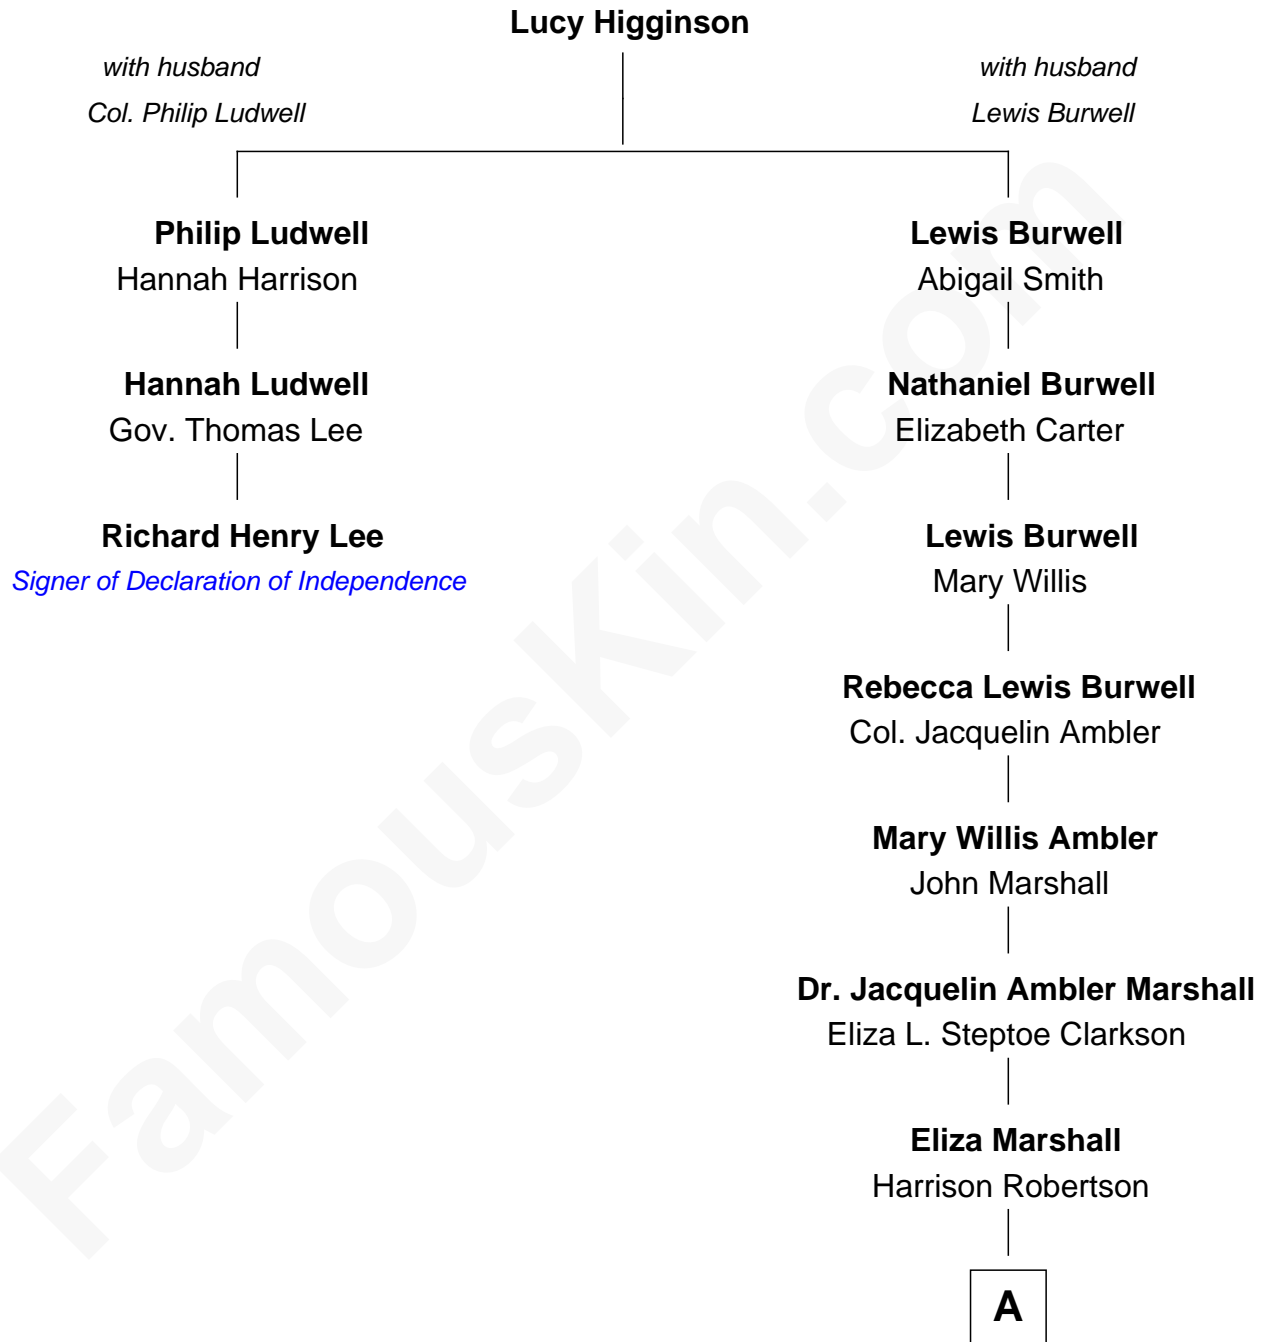 Lucy Higginson
with husband
Col. Philip Ludwell
with husband
Lewis Burwell
Philip Ludwell
Hannah Harrison
Hannah Ludwell
Gov. Thomas Lee
Richard Henry Lee
Signer of Declaration of Independence
Lewis Burwell
Abigail Smith
Nathaniel Burwell
Elizabeth Carter
Lewis Burwell
Mary Willis
Rebecca Lewis Burwell
Col. Jacquelin Ambler
Mary Willis Ambler
John Marshall
Dr. Jacquelin Ambler Marshall
Eliza L. Steptoe Clarkson
Eliza Marshall
Harrison Robertson
A
FamousKin.com